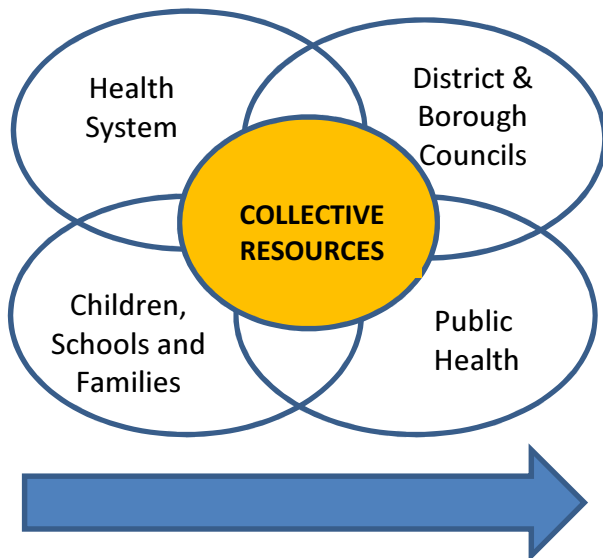 Health
System
District &
Borough
Councils
COLLECTIVE
RESOURCES
Children,
Schools and
Families
Public
Health